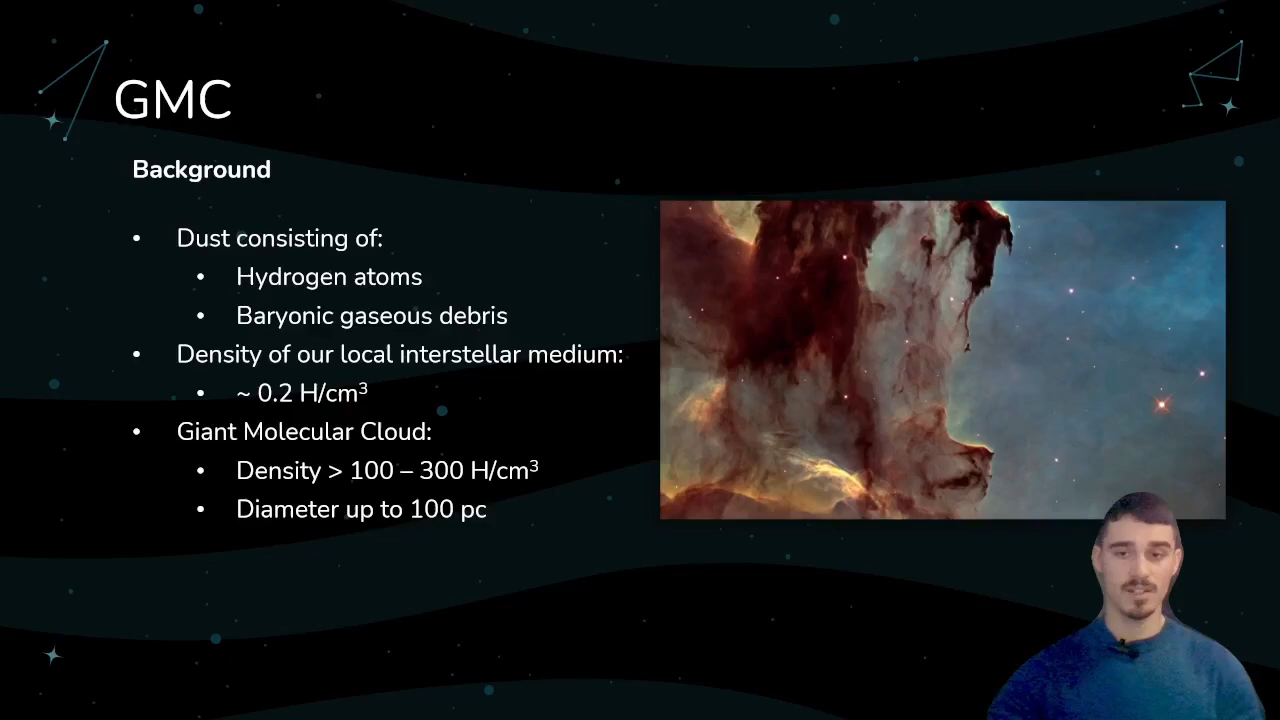 GMC
Background
• Dust consisting of:
• Hydrogen atoms
• Baryonic gaseous debris
• Density of our local interstellar medium:
• ~ 0.2 H/cm³
• Giant Molecular Cloud:
• Density > 100 – 300 H/cm³
• Diameter up to 100 pc